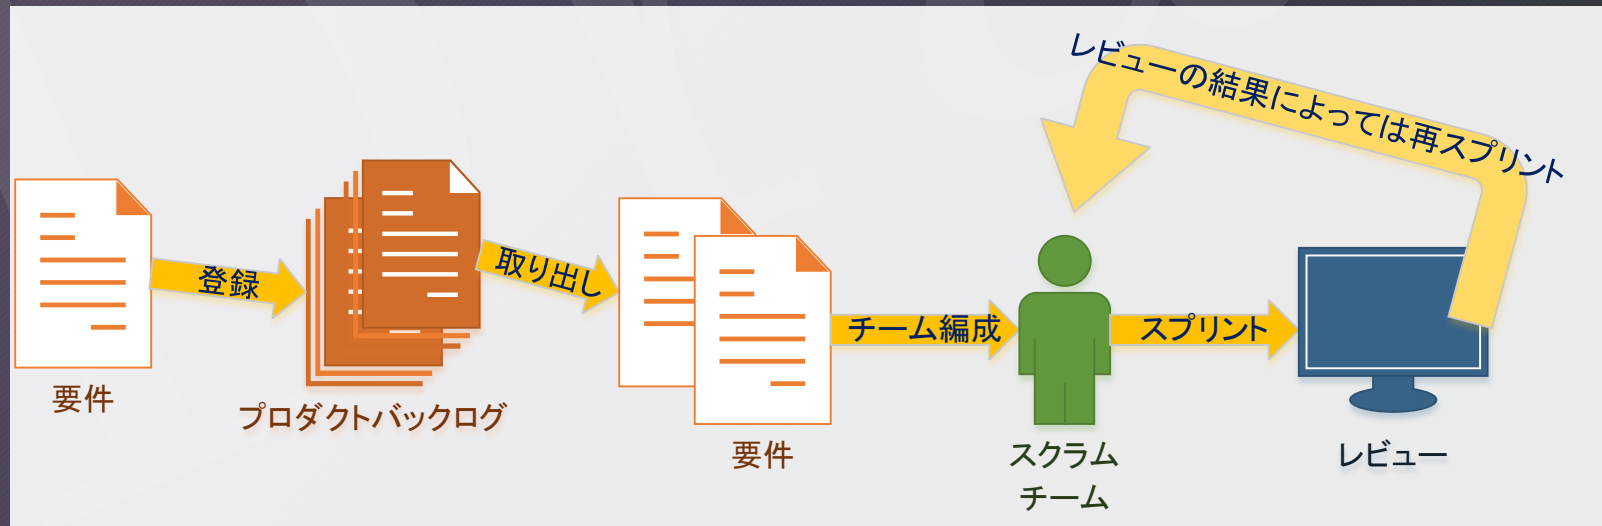 レビューの結果によっては再スプリント
登録
取り出し
チーム編成
スプリント
要件
プロダクトバックログ
要件
スクラム
チーム
レビュー